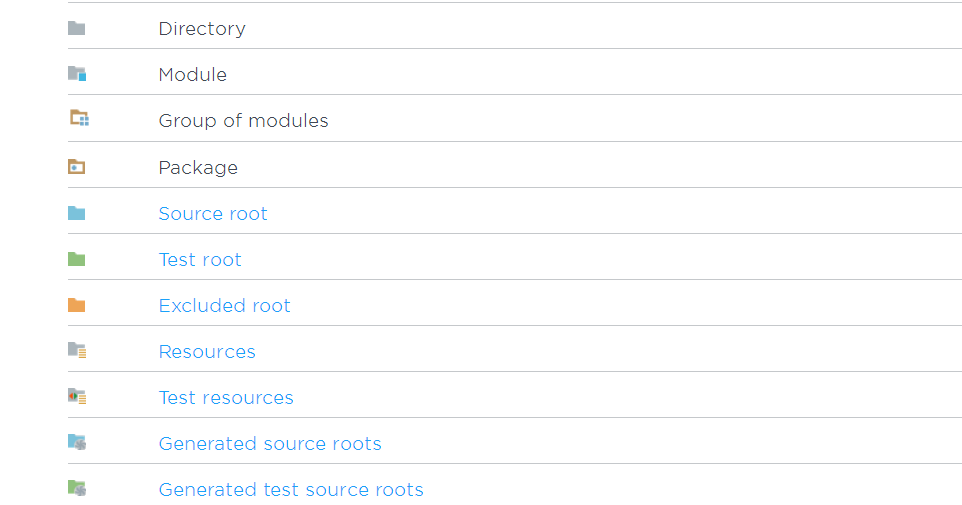 Directory
Module
Group of modules
Package
Source root
Test root
Excluded root
Resources
Test resources
Generated source roots
Generated test source roots